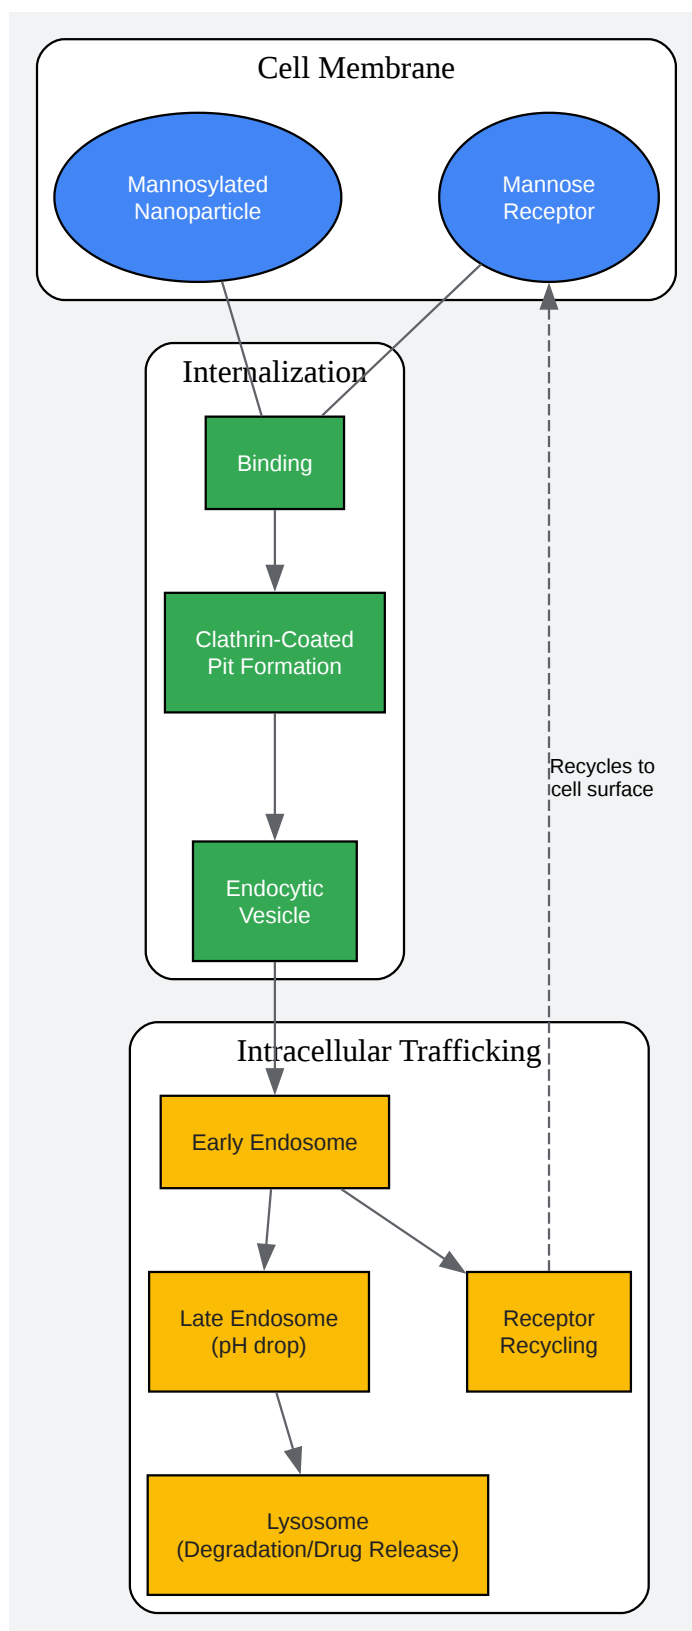 Cell Membrane
Mannosylated
Nanoparticle
Mannose
Receptor
Internalization
Binding
Clathrin-Coated
Pit Formation
Recycles to
cell surface
Endocytic
Vesicle
Intracellular Trafficking
Early Endosome
Late Endosome
(pH drop)
Receptor
Recycling
Lysosome
(Degradation/Drug Release)